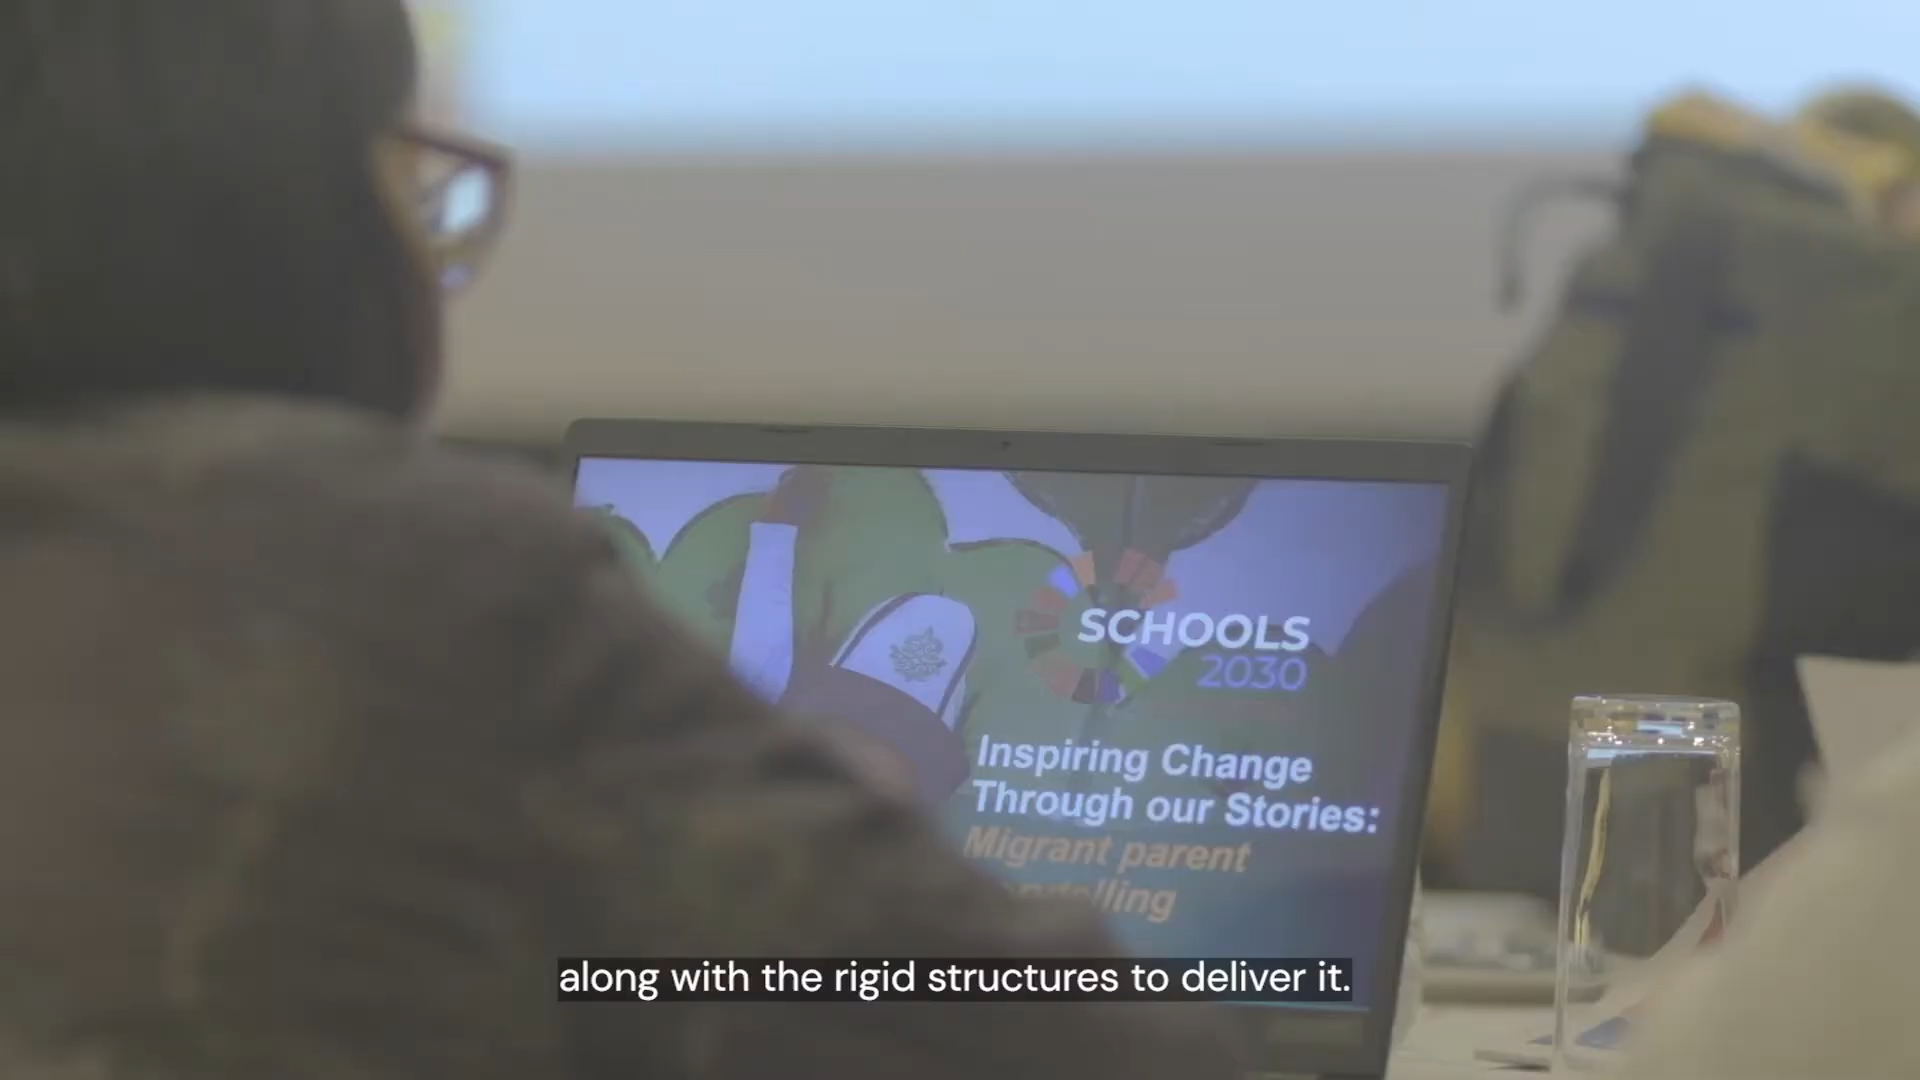 SCHOOLS
2030
Inspiring Change
Through our Stories:
Migrant parent
along with the rigid structures to deliver it.